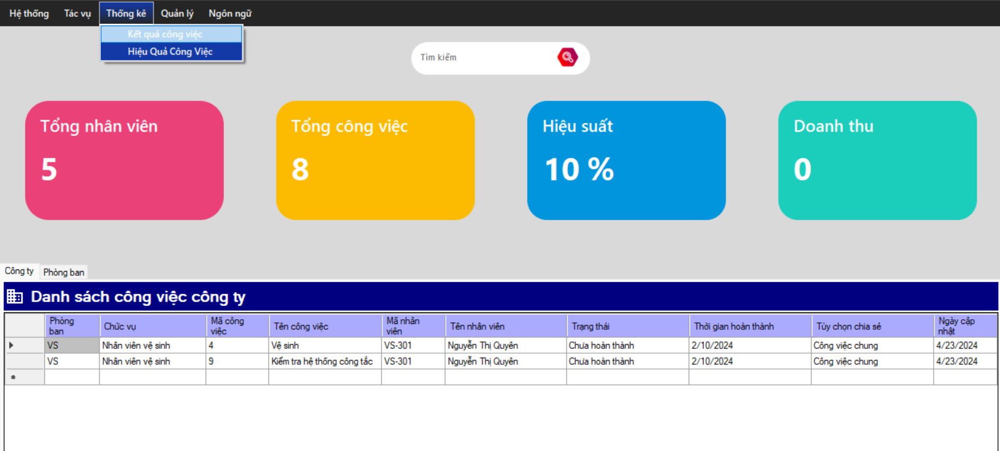 Hệ thống Tác vụ Thống kê Quản lý Ngôn ngữ
Kết quả công việc
Hiệu Quả Công Việc
Tìm kiếm
Tổng nhân viên
5
Tổng công việc
8
Hiệu suất
10 %
Doanh thu
0
Công ty Phòng ban
Danh sách công việc công ty
Phòng ban Chức vụ Mã công việc Tên công việc Mã nhân viên Tên nhân viên Trạng thái Thời gian hoàn thành Tùy chọn chia sẻ Ngày cập nhật
VS Nhân viên vệ sinh 4 Vệ sinh VS-301 Nguyễn Thị Quyên Chưa hoàn thành 2/10/2024 Công việc chung 4/23/2024
VS Nhân viên vệ sinh 9 Kiểm tra hệ thống công tắc VS-301 Nguyễn Thị Quyên Chưa hoàn thành 2/10/2024 Công việc chung 4/23/2024